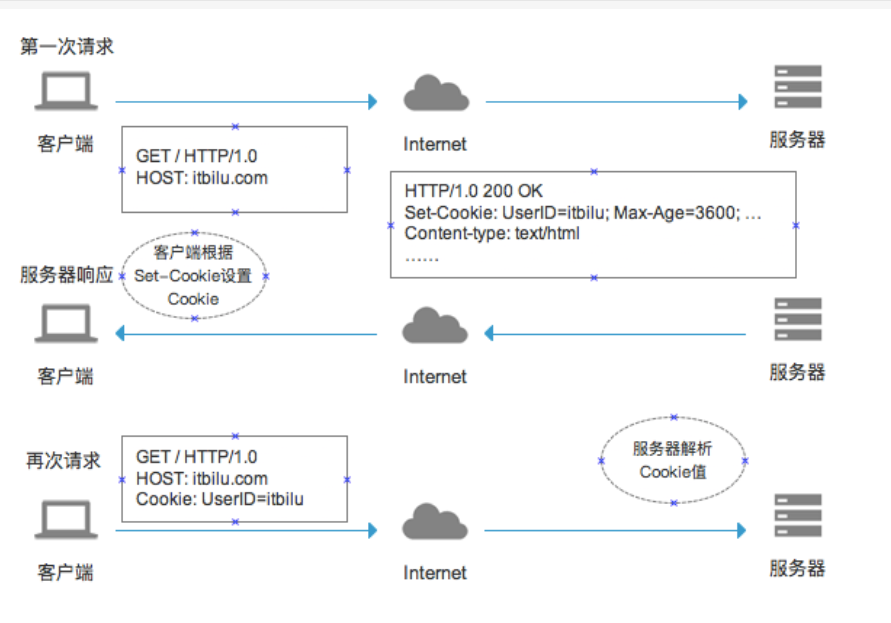 第一次请求
客户端
Internet
服务器
GET / HTTP/1.0
HOST: itbilu.com
HTTP/1.0 200 OK
Set-Cookie: UserID=itbilu; Max-Age=3600; ...
Content-type: text/html
......
服务器响应
客户端根据
Set-Cookie设置
Cookie
客户端
Internet
服务器
再次请求
GET / HTTP/1.0
HOST: itbilu.com
Cookie: UserID=itbilu
服务器解析
Cookie值
客户端
Internet
服务器